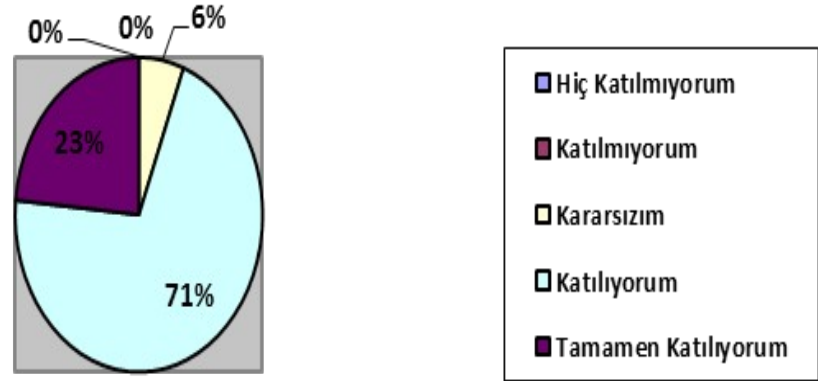 0% 0% 6%
23%
71%
Hiç Katılmıyorum
Katılmıyorum
Kararsızım
Katılıyorum
Tamamen Katılıyorum